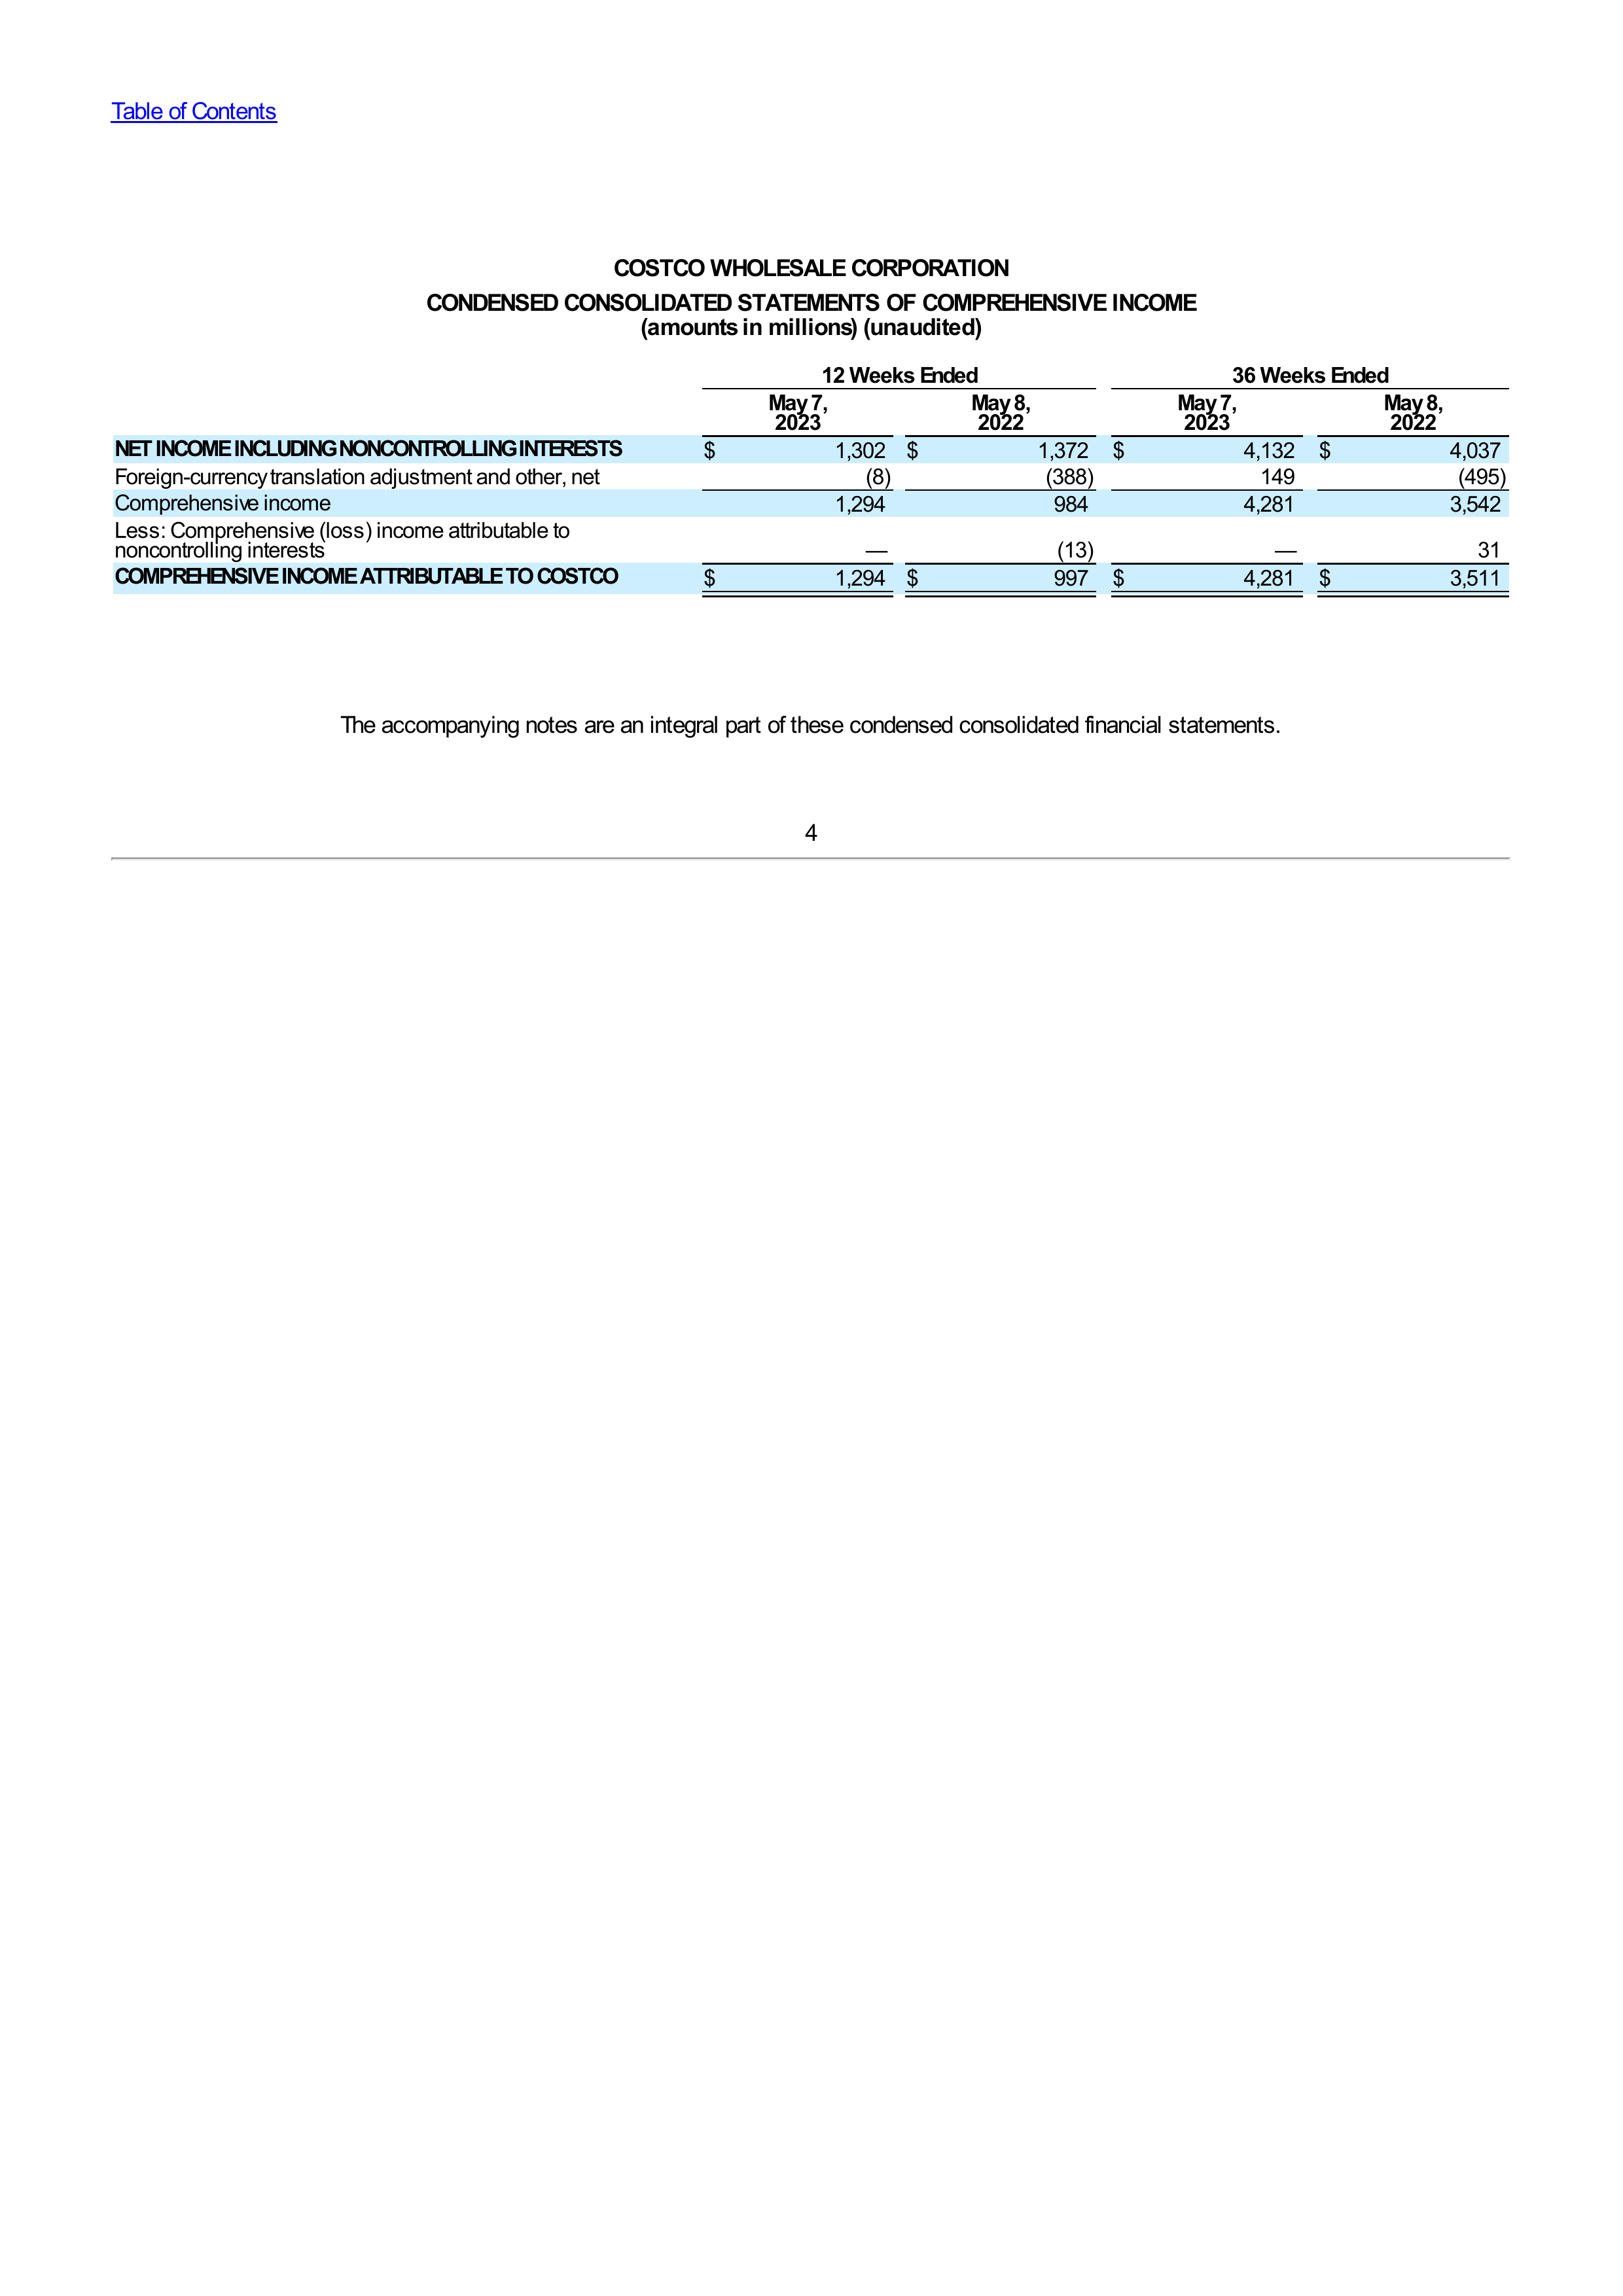 Table of Contents
COSTCO WHOLESALE CORPORATION
CONDENSED CONSOLIDATED STATEMENTS OF COMPREHENSIVE INCOME
(amounts in millions) (unaudited)
12 Weeks Ended 36 Weeks Ended
May 7, May 8, May 7, May 8,
2023 2022 2023 2022
NET INCOME INCLUDING NONCONTROLLING INTERESTS $ 1,302 $ 1,372 $ 4,132 $ 4,037
Foreign-currency translation adjustment and other, net (8) (388) 149 (495)
Comprehensive income 1,294 984 4,281 3,542
Less: Comprehensive (loss) income attributable to
noncontrolling interests — (13) — 31
COMPREHENSIVE INCOME ATTRIBUTABLE TO COSTCO $ 1,294 $ 997 $ 4,281 $ 3,511
The accompanying notes are an integral part of these condensed consolidated financial statements.
4